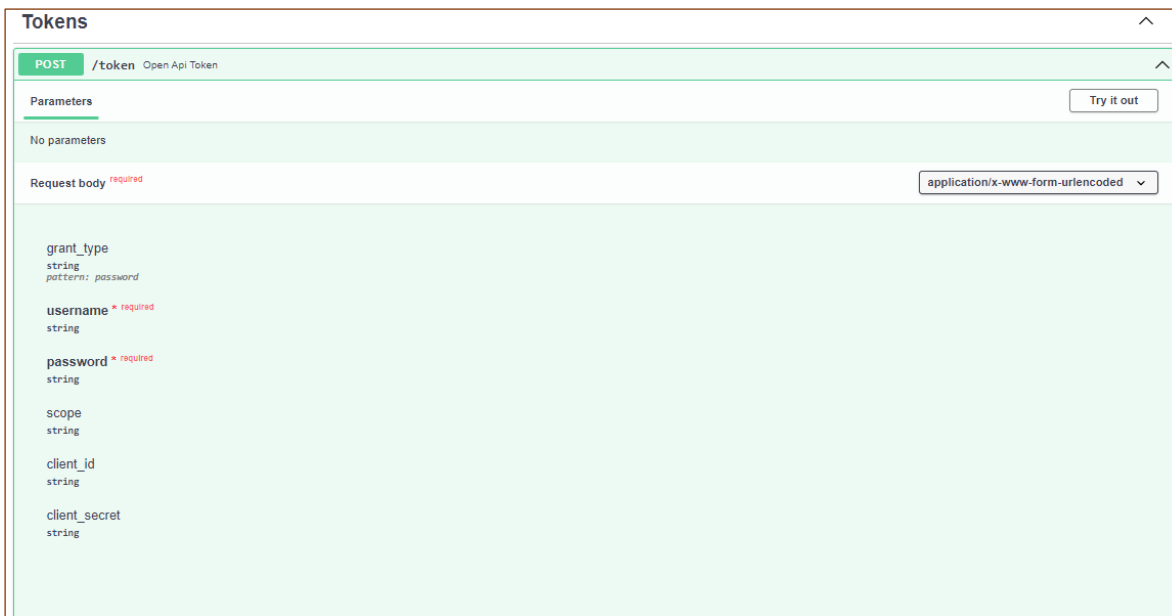 Tokens
POST /token Open Api Token
Parameters Try it out
No parameters
Request body required application/x-www-form-urlencoded
grant_type
string
pattern: password
username * required
string
password * required
string
scope
string
client_id
string
client_secret
string